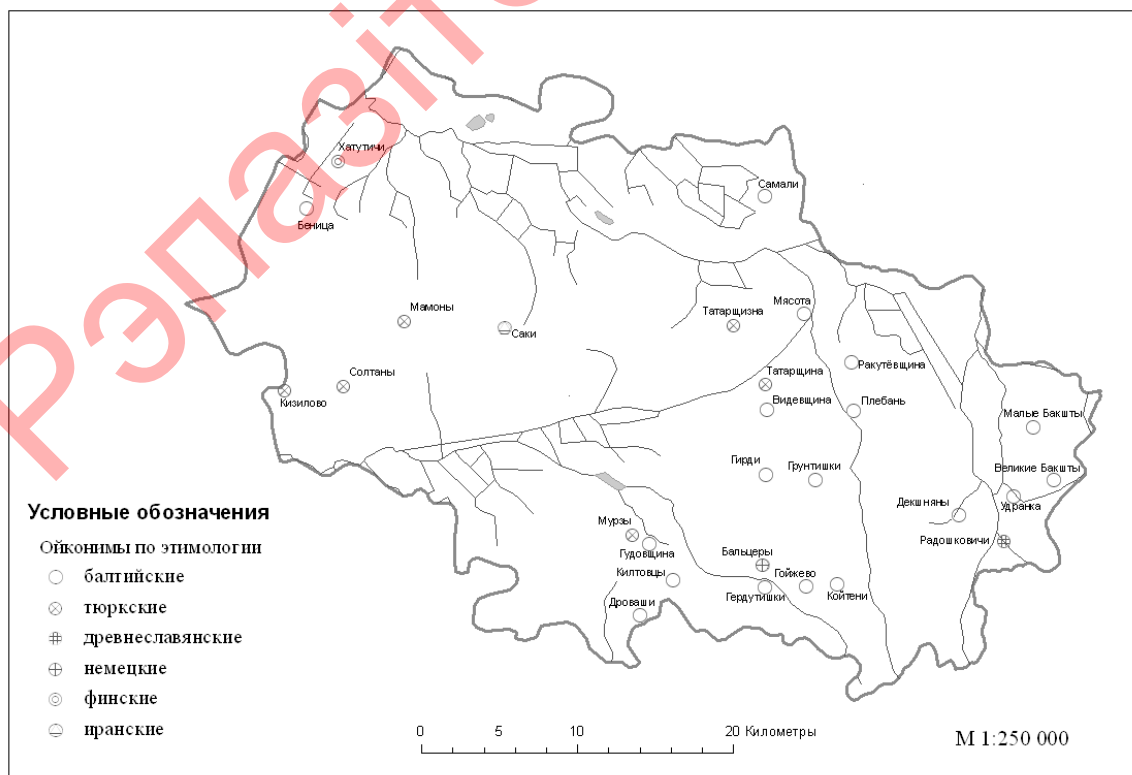 Рэпазіто
Хатутичи
Самали
Беница
Мамоны
Саки
Татарщизна
Мясота
Ракутёвщина
Солтаны
Татарщина
Кизилово
Видевщина
Плебань
Малые Бакшты
Гирди
Грунтишки
Великие Бакшты
Декшняны
Удранка
Мурзы
Радошковичи
Гудовщина
Бальцеры
Килтовцы
Гойжево
Гердутишки
Койтени
Дроваши
Условные обозначения
Ойконимы по этимологии
балтийские
тюркские
древнеславянские
немецкие
финские
иранские
0 5 10 20 Километры
М 1:250 000